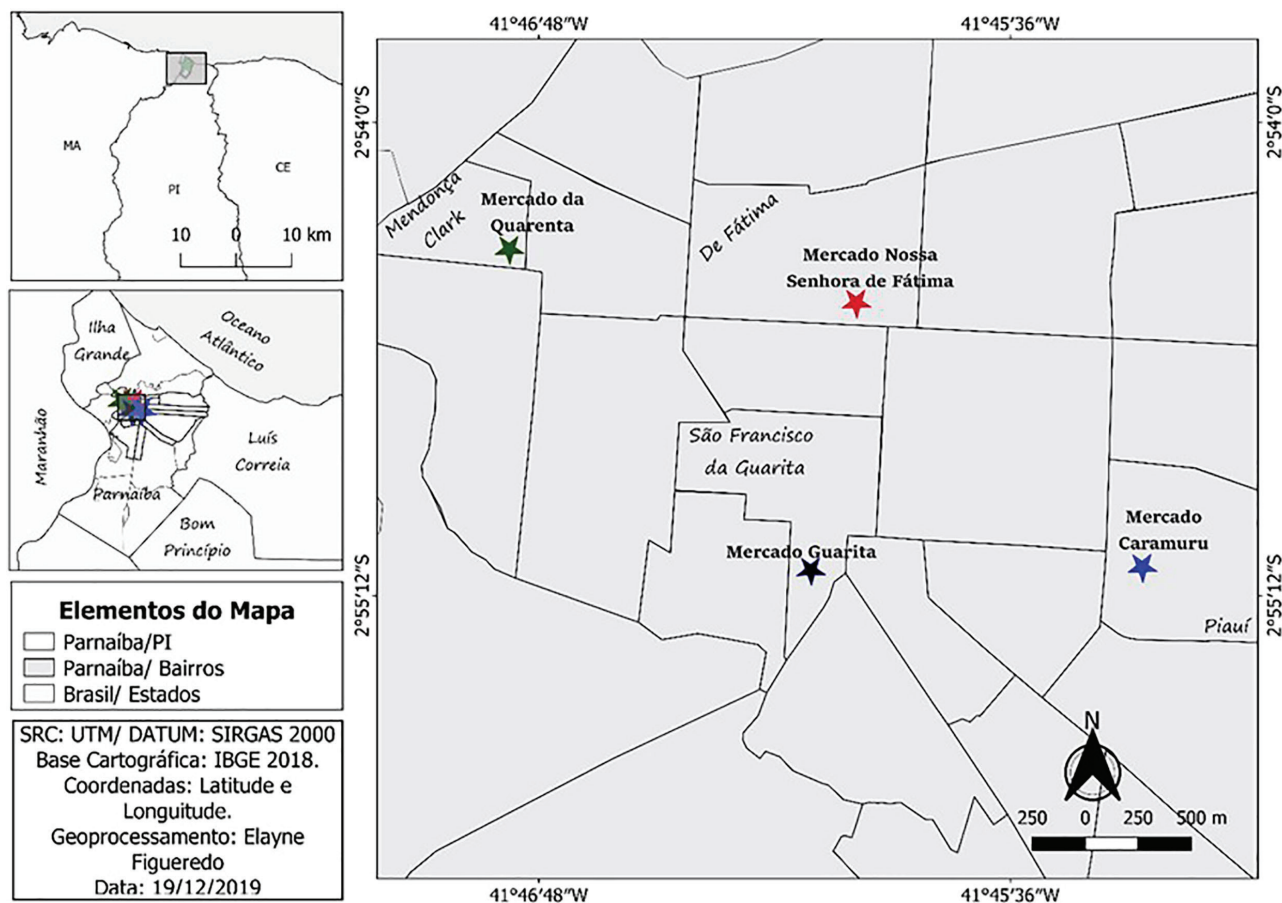 MA
CE
PI
10 0 10 km
Ilha
Grande
Oceano
Atlântico
Maranhão
Luís
Correia
Parnaíba
Bom
Princípio
Elementos do Mapa
Parnaíba/PI
Parnaíba/ Bairros
Brasil/ Estados
SRC: UTM/ DATUM: SIRGAS 2000
Base Cartográfica: IBGE 2018.
Coordenadas: Latitude e
Longuitude.
Geoprocessamento: Elayne
Figueredo
Data: 19/12/2019
41°46′48″W 41°45′36″W
2°54′0″S 2°54′0″S
Mendonça
Clark
Mercado da
Quarenta
De Fátima
Mercado Nossa
Senhora de Fátima
São Francisco
da Guarita
Mercado Guarita
Mercado
Caramuru
Piauí
2°55′12″S 2°55′12″S
N
250 0 250 500 m
41°46′48″W 41°45′36″W